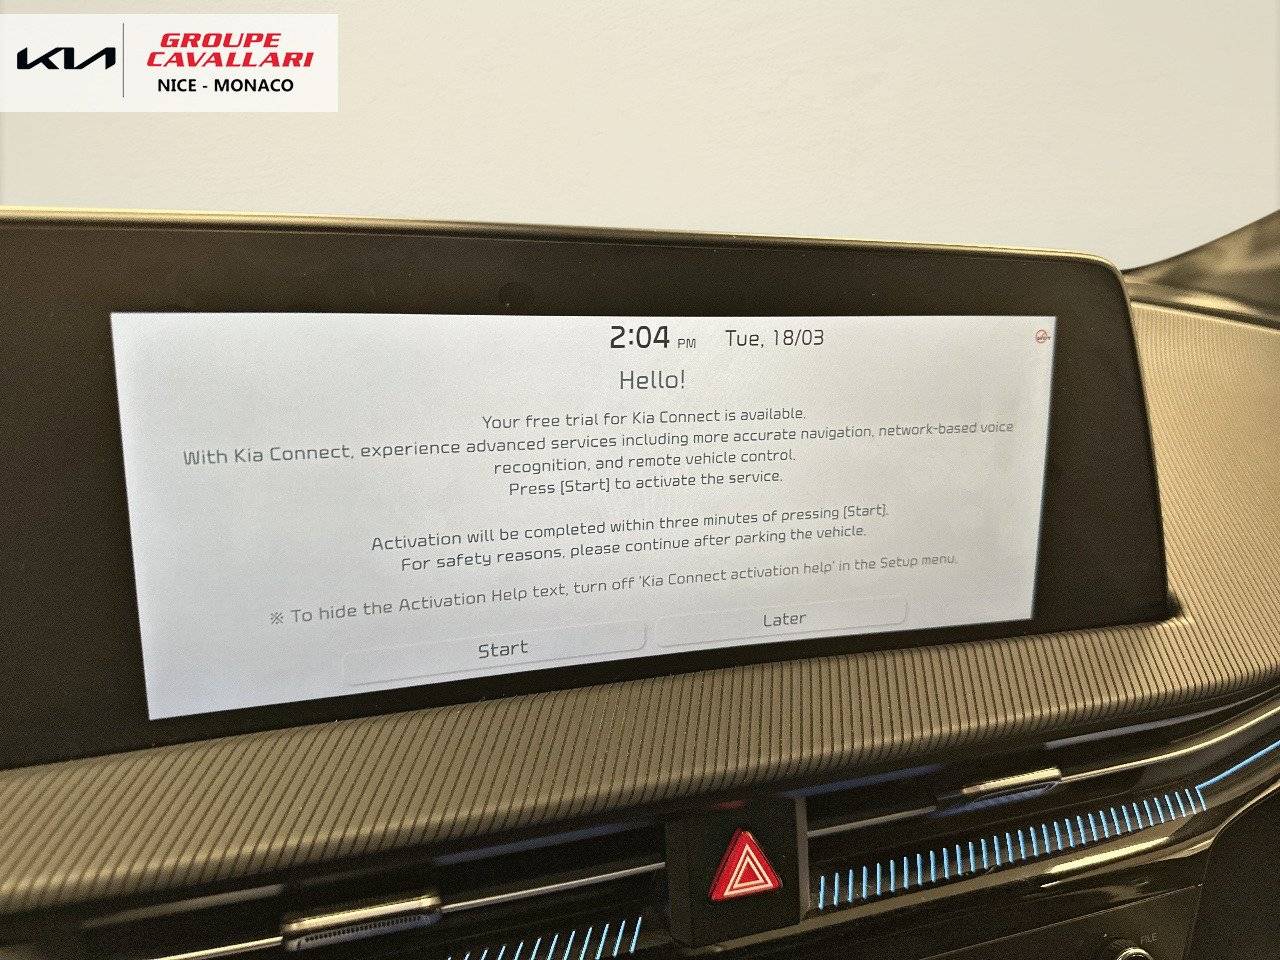 KIA
GROUPE
CAVALLARI
NICE - MONACO
2:04 PM Tue, 18/03
Hello!
Your free trial for Kia Connect is available.
With Kia Connect, experience advanced services including more accurate navigation, network-based voice
recognition, and remote vehicle control.
Press [Start] to activate the service.
Activation will be completed within three minutes of pressing [Start].
For safety reasons, please continue after parking the vehicle.
※ To hide the Activation Help text, turn off 'Kia Connect activation help' in the Setup menu.
Start
Later